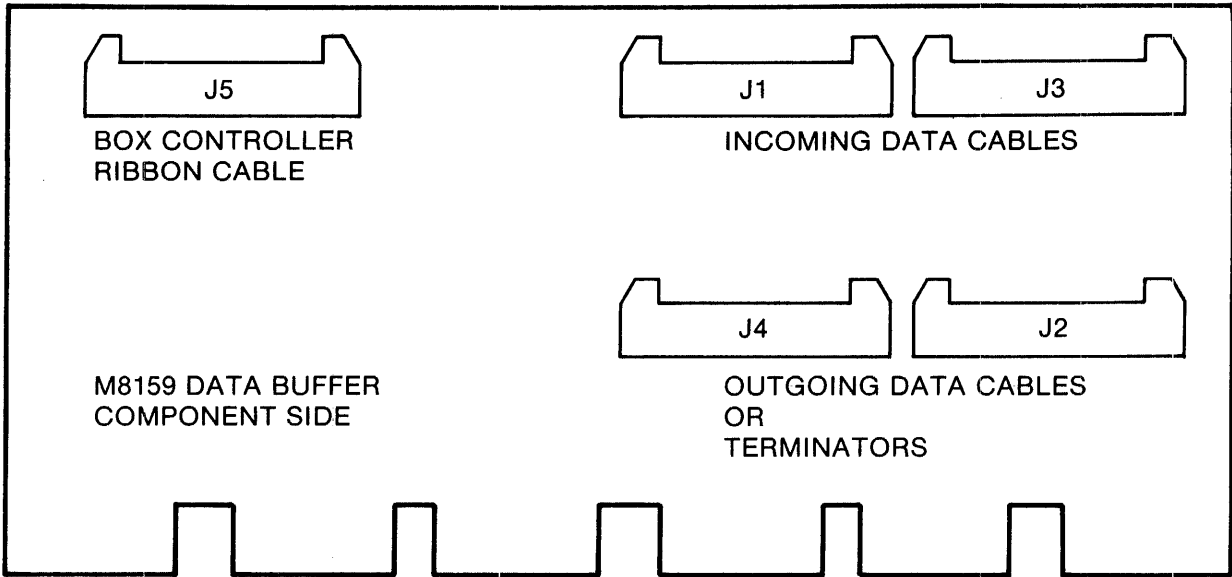 J5
BOX CONTROLLER
RIBBON CABLE
J1
J3
INCOMING DATA CABLES
J4
J2
M8159 DATA BUFFER
COMPONENT SIDE
OUTGOING DATA CABLES
OR
TERMINATORS